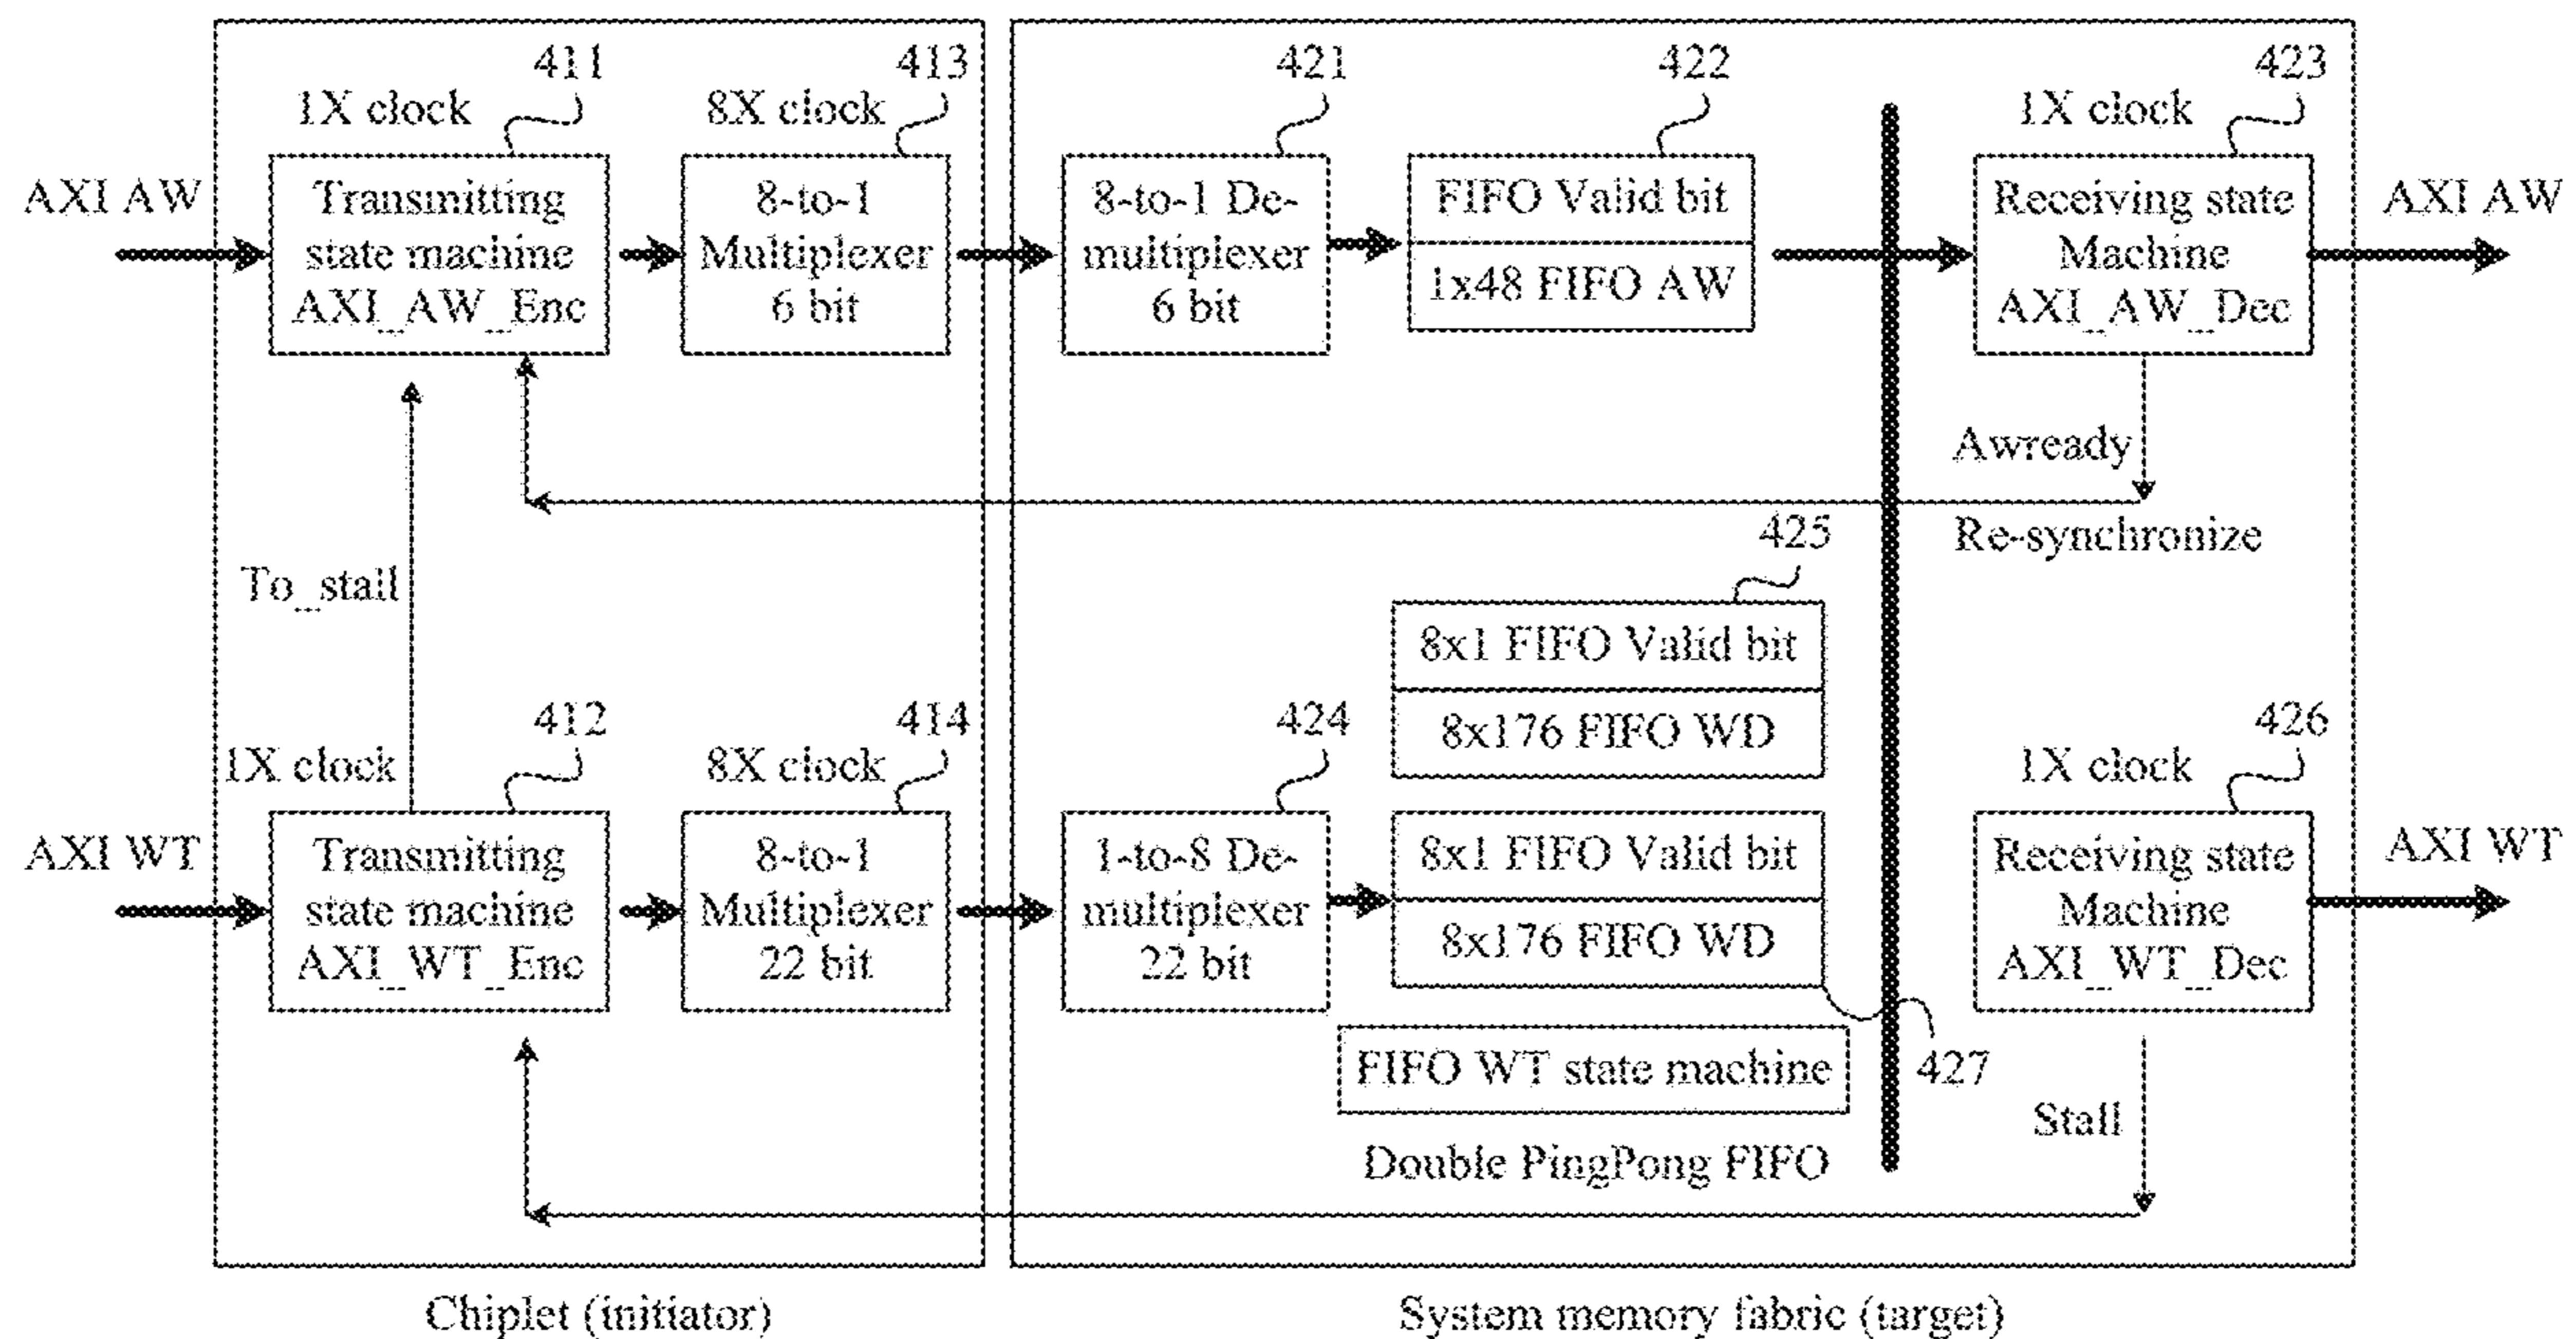 411
413
421
422
423
1X clock
8X clock
1X clock
AXI AW
Transmitting
state machine
AXI_AW_Enc
8-to-1
Multiplexer
6 bit
8-to-1 De-
multiplexer
6 bit
FIFO Valid bit
1x48 FIFO AW
Receiving state
Machine
AXI_AW_Dec
AXI AW
Awready
Re-synchronize
To_stall
425
8x1 FIFO Valid bit
8x176 FIFO WD
412
414
424
426
1X clock
8X clock
1X clock
AXI WT
Transmitting
state machine
AXI_WT_Enc
8-to-1
Multiplexer
22 bit
1-to-8 De-
multiplexer
22 bit
8x1 FIFO Valid bit
8x176 FIFO WD
Receiving state
Machine
AXI_WT_Dec
AXI WT
FIFO WT state machine
427
Stall
Double PingPong FIFO
Chiplet (initiator)
System memory fabric (target)